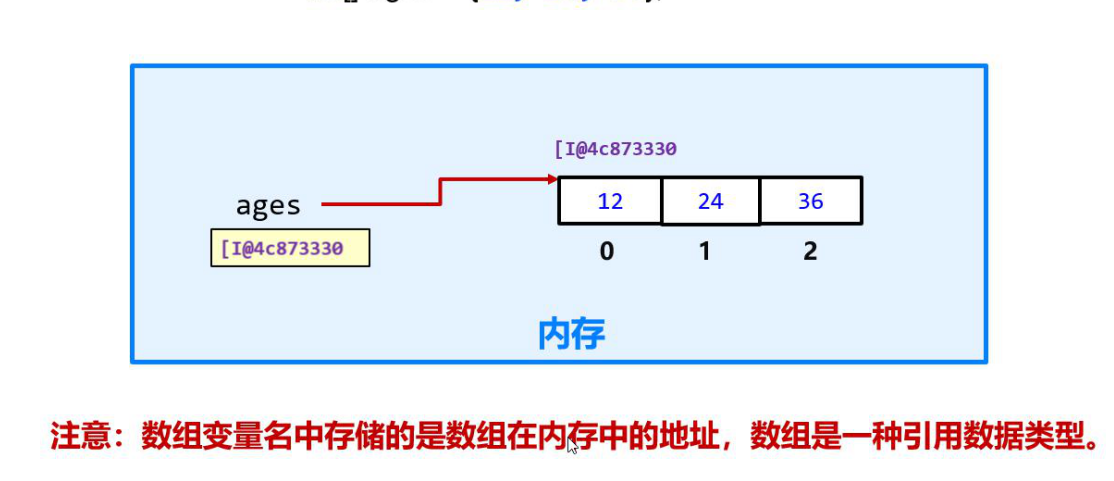 [I@4c873330
12 24 36
ages
[I@4c873330
0 1 2
内存
注意：数组变量名中存储的是数组在内存中的地址，数组是一种引用数据类型。